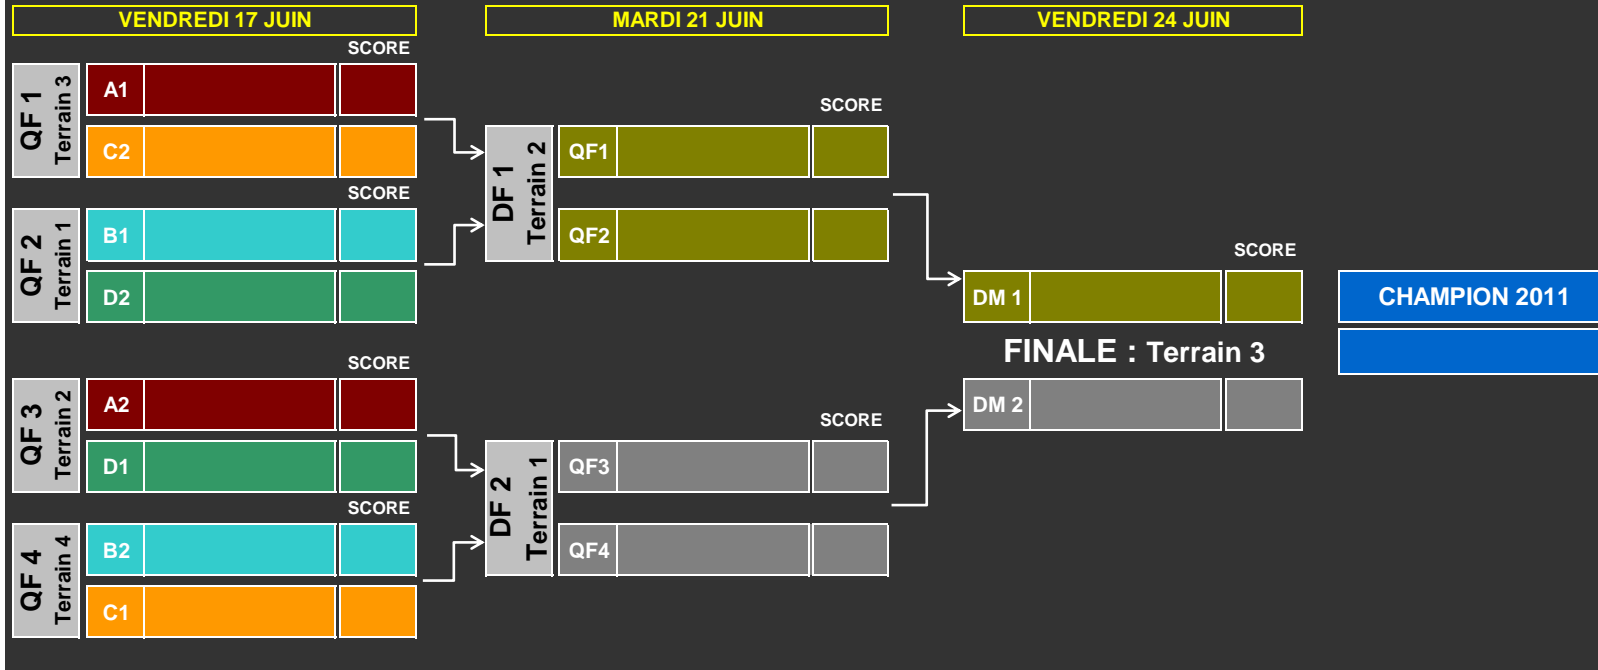 VENDREDI 17 JUIN
MARDI 21 JUIN
VENDREDI 24 JUIN
SCORE
QF 1
Terrain 3
A1
C2
SCORE
QF 2
Terrain 1
B1
D2
SCORE
QF 3
Terrain 2
A2
D1
SCORE
QF 4
Terrain 4
B2
C1
SCORE
DF 1
Terrain 2
QF1
QF2
SCORE
DF 2
Terrain 1
QF3
QF4
SCORE
DM 1
FINALE : Terrain 3
DM 2
CHAMPION 2011